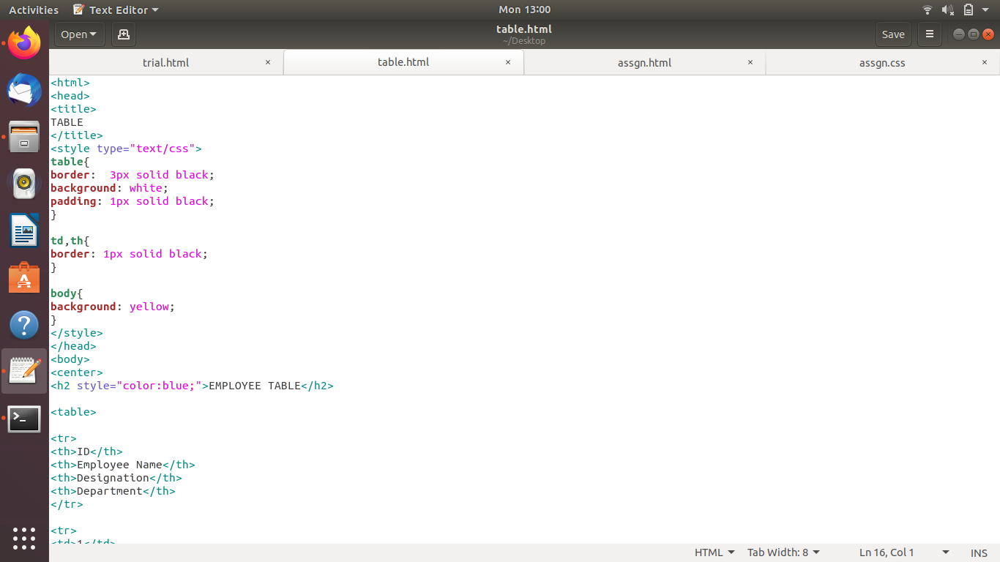 Activities Text Editor Mon 13:00
Open table.html Save
~/Desktop
trial.html × table.html × assgn.html × assgn.css ×
<html>
<head>
<title>
TABLE
</title>
<style type="text/css">
table{
border:  3px solid black;
background: white;
padding: 1px solid black;
}

td,th{
border: 1px solid black;
}

body{
background: yellow;
}
</style>
</head>
<body>
<center>
<h2 style="color:blue;">EMPLOYEE TABLE</h2>

<table>

<tr>
<th>ID</th>
<th>Employee Name</th>
<th>Designation</th>
<th>Department</th>
</tr>

<tr>
<td>1</td>
HTML Tab Width: 8 Ln 16, Col 1 INS